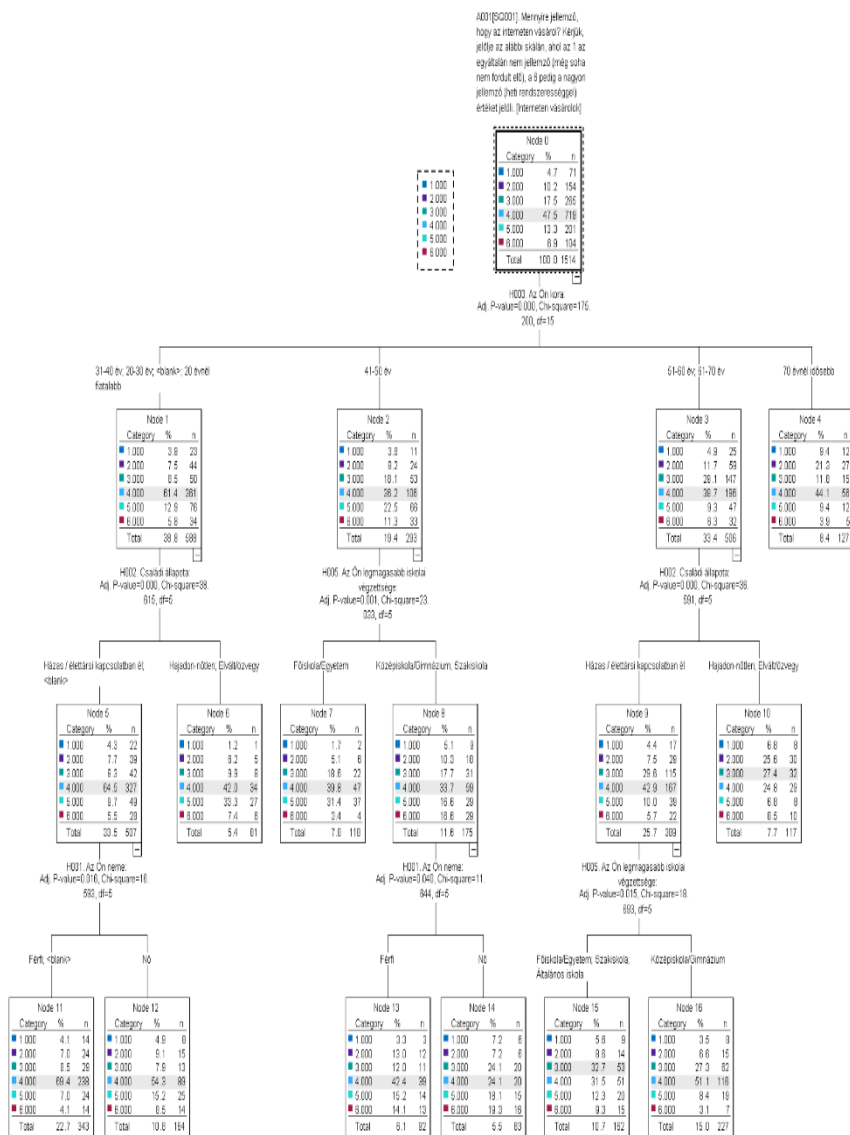 A001[SQ001]. Mennyire jellemző,
hogy az interneten vásárol? Kérjük,
jelölje az alábbi skálán, ahol az 1 az
egyáltalán nem jellemző (még soha
nem fordult elő), a 6 pedig a nagyon
jellemző (heti rendszerességgel)
értéket jelöli. [Interneten vásárolok]
Node 0
Category % n
1.000 4.7 71
2.000 10.2 154
3.000 17.5 265
4.000 47.5 719
5.000 13.3 201
6.000 6.9 104
Total 100.0 1514
1.000
2.000
3.000
4.000
5.000
6.000
H003. Az Ön kora:
Adj. P-value=0.000, Chi-square=175.
200, df=15
31-40 év; 20-30 év; <blank>; 20 évnél
fiatalabb
41-50 év
51-60 év; 61-70 év
70 évnél idősebb
Node 1
Category % n
1.000 3.9 23
2.000 7.5 44
3.000 8.5 50
4.000 61.4 361
5.000 12.9 76
6.000 5.8 34
Total 38.8 588
Node 2
Category % n
1.000 3.8 11
2.000 8.2 24
3.000 18.1 53
4.000 36.2 106
5.000 22.5 66
6.000 11.3 33
Total 19.4 293
Node 3
Category % n
1.000 4.9 25
2.000 11.7 59
3.000 29.1 147
4.000 38.7 196
5.000 9.3 47
6.000 6.3 32
Total 33.4 506
Node 4
Category % n
1.000 9.4 12
2.000 21.3 27
3.000 11.8 15
4.000 44.1 56
5.000 9.4 12
6.000 3.9 5
Total 8.4 127
H002. Családi állapota:
Adj. P-value=0.000, Chi-square=38.
615, df=5
H005. Az Ön legmagasabb iskolai
végzettsége:
Adj. P-value=0.001, Chi-square=23.
033, df=5
H002. Családi állapota:
Adj. P-value=0.000, Chi-square=36.
591, df=5
Házas / élettársi kapcsolatban él;
<blank>
Hajadon-nőtlen; Elvált/özvegy
Főiskola/Egyetem
Középiskola/Gimnázium; Szakiskola
Házas / élettársi kapcsolatban él
Hajadon-nőtlen; Elvált/özvegy
Node 5
Category % n
1.000 4.3 22
2.000 7.7 39
3.000 8.3 42
4.000 64.5 327
5.000 9.7 49
6.000 5.5 28
Total 33.5 507
Node 6
Category % n
1.000 1.2 1
2.000 6.2 5
3.000 9.9 8
4.000 42.0 34
5.000 33.3 27
6.000 7.4 6
Total 5.4 81
Node 7
Category % n
1.000 1.7 2
2.000 5.1 6
3.000 18.6 22
4.000 39.8 47
5.000 31.4 37
6.000 3.4 4
Total 7.8 118
Node 8
Category % n
1.000 5.1 9
2.000 10.3 18
3.000 17.7 31
4.000 33.7 59
5.000 16.6 29
6.000 16.6 29
Total 11.6 175
Node 9
Category % n
1.000 4.4 17
2.000 7.5 29
3.000 29.6 115
4.000 42.9 167
5.000 10.0 39
6.000 5.7 22
Total 25.7 389
Node 10
Category % n
1.000 6.8 8
2.000 25.6 30
3.000 27.4 32
4.000 24.8 29
5.000 6.8 8
6.000 8.5 10
Total 7.7 117
H001. Az Ön neme:
Adj. P-value=0.016, Chi-square=16.
593, df=5
H001. Az Ön neme:
Adj. P-value=0.040, Chi-square=11.
644, df=5
H005. Az Ön legmagasabb iskolai
végzettsége:
Adj. P-value=0.015, Chi-square=18.
693, df=5
Férfi; <blank>
Nő
Férfi
Nő
Főiskola/Egyetem; Szakiskola;
Általános iskola
Középiskola/Gimnázium
Node 11
Category % n
1.000 4.1 14
2.000 7.0 24
3.000 8.5 29
4.000 69.4 238
5.000 7.0 24
6.000 4.1 14
Total 22.7 343
Node 12
Category % n
1.000 4.9 8
2.000 9.1 15
3.000 7.9 13
4.000 54.3 89
5.000 15.2 25
6.000 8.5 14
Total 10.8 164
Node 13
Category % n
1.000 3.3 3
2.000 13.0 12
3.000 12.0 11
4.000 42.4 39
5.000 15.2 14
6.000 14.1 13
Total 6.1 92
Node 14
Category % n
1.000 7.2 6
2.000 7.2 6
3.000 24.1 20
4.000 24.1 20
5.000 18.1 15
6.000 19.3 16
Total 5.5 83
Node 15
Category % n
1.000 5.6 9
2.000 8.6 14
3.000 32.7 53
4.000 31.5 51
5.000 12.3 20
6.000 9.3 15
Total 10.7 162
Node 16
Category % n
1.000 3.5 8
2.000 6.6 15
3.000 27.3 62
4.000 51.1 116
5.000 8.4 19
6.000 3.1 7
Total 15.0 227